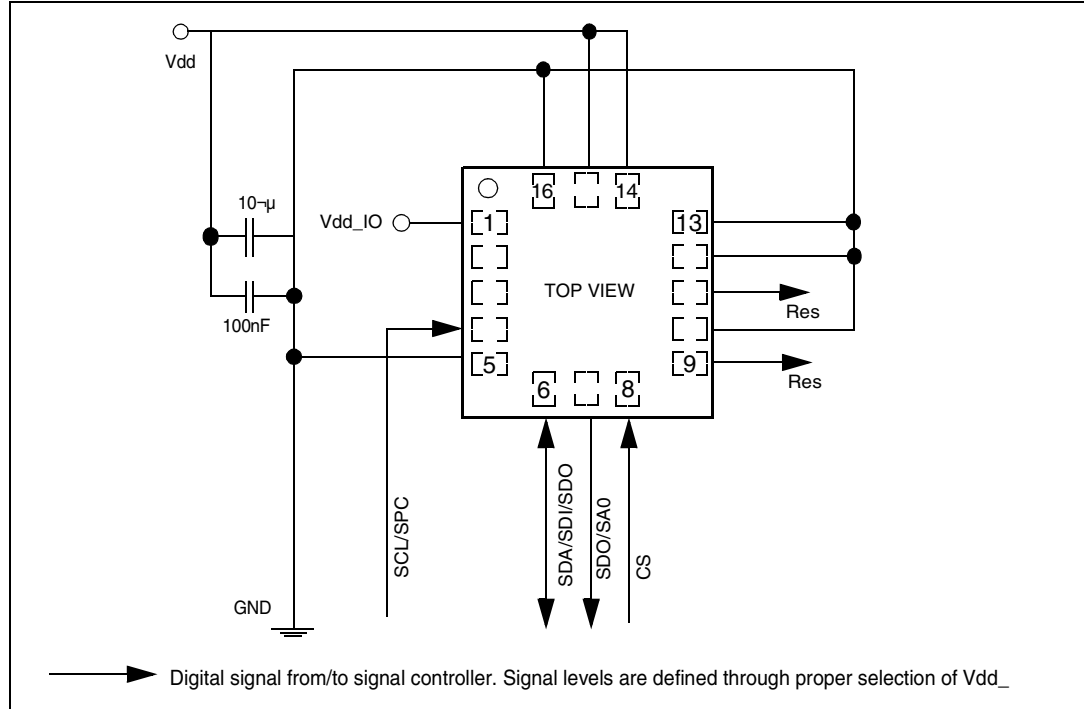 Vdd
16
14
10¬µ
Vdd_IO
1
13
TOP VIEW
100nF
Res
5
9
6
8
Res
SCL/SPC
SDA/SDI/SDO
SDO/SA0
CS
GND
Digital signal from/to signal controller. Signal levels are defined through proper selection of Vdd_